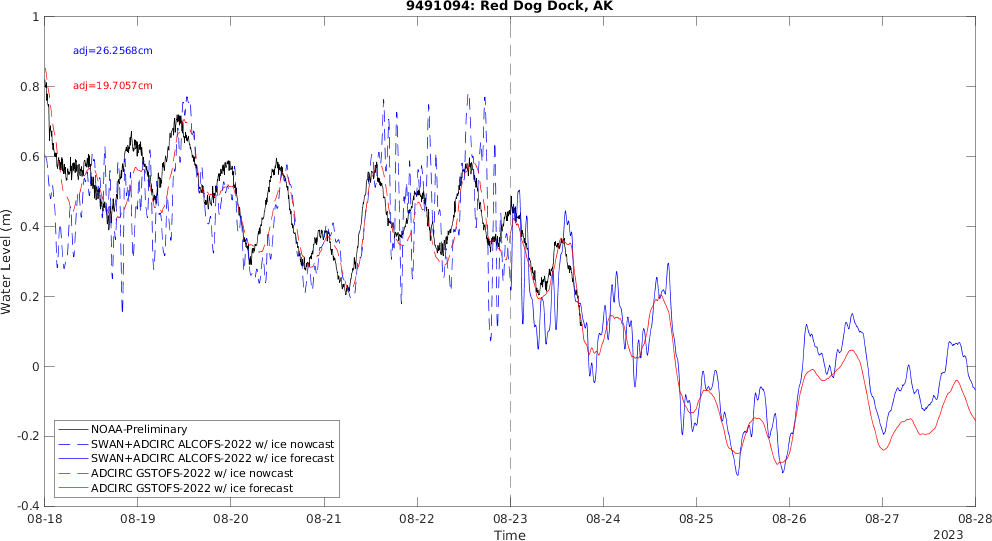 9491094: Red Dog Dock, AK
adj=26.2568cm
adj=19.7057cm
Water Level (m)
1
0.8
0.6
0.4
0.2
0
-0.2
-0.4
NOAA-Preliminary
SWAN+ADCIRC ALCOFS-2022 w/ ice nowcast
SWAN+ADCIRC ALCOFS-2022 w/ ice forecast
ADCIRC GSTOFS-2022 w/ ice nowcast
ADCIRC GSTOFS-2022 w/ ice forecast
08-18 08-19 08-20 08-21 08-22 08-23 08-24 08-25 08-26 08-27 08-28
Time
2023